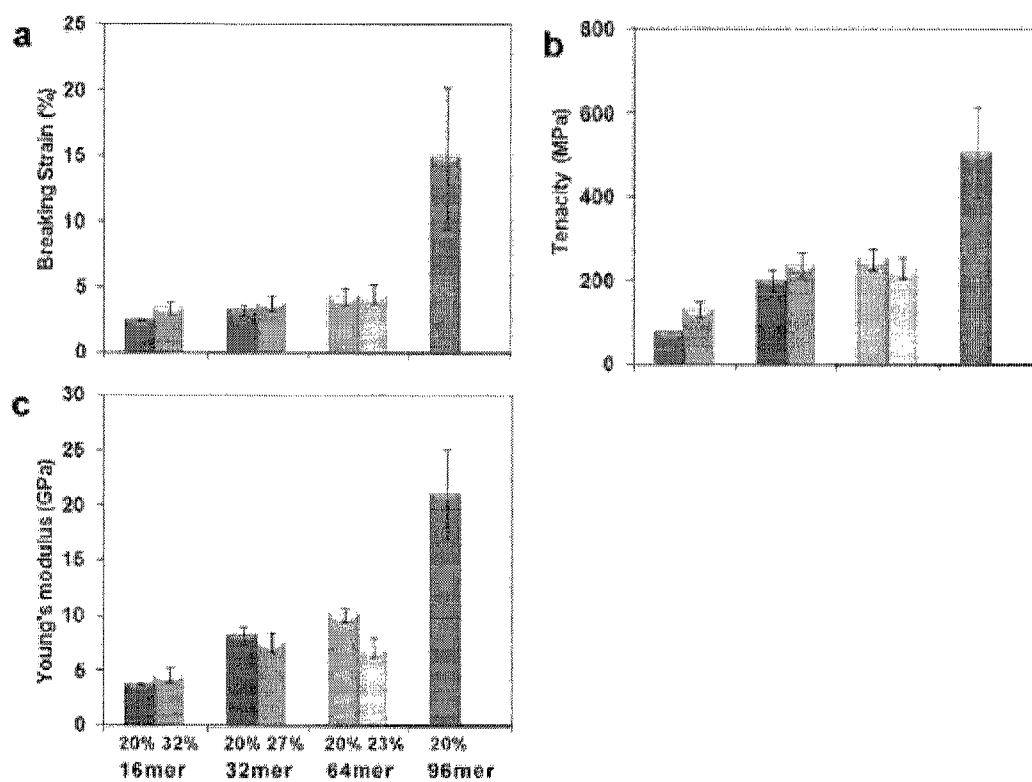 a
25
20
15
10
5
0
Breaking Strain (%)
b
800
600
400
200
0
Tenacity (MPa)
c
30
25
20
15
10
5
0
Young's modulus (GPa)
20% 32% 20% 27% 20% 23% 20%
16mer 32mer 64mer 96mer